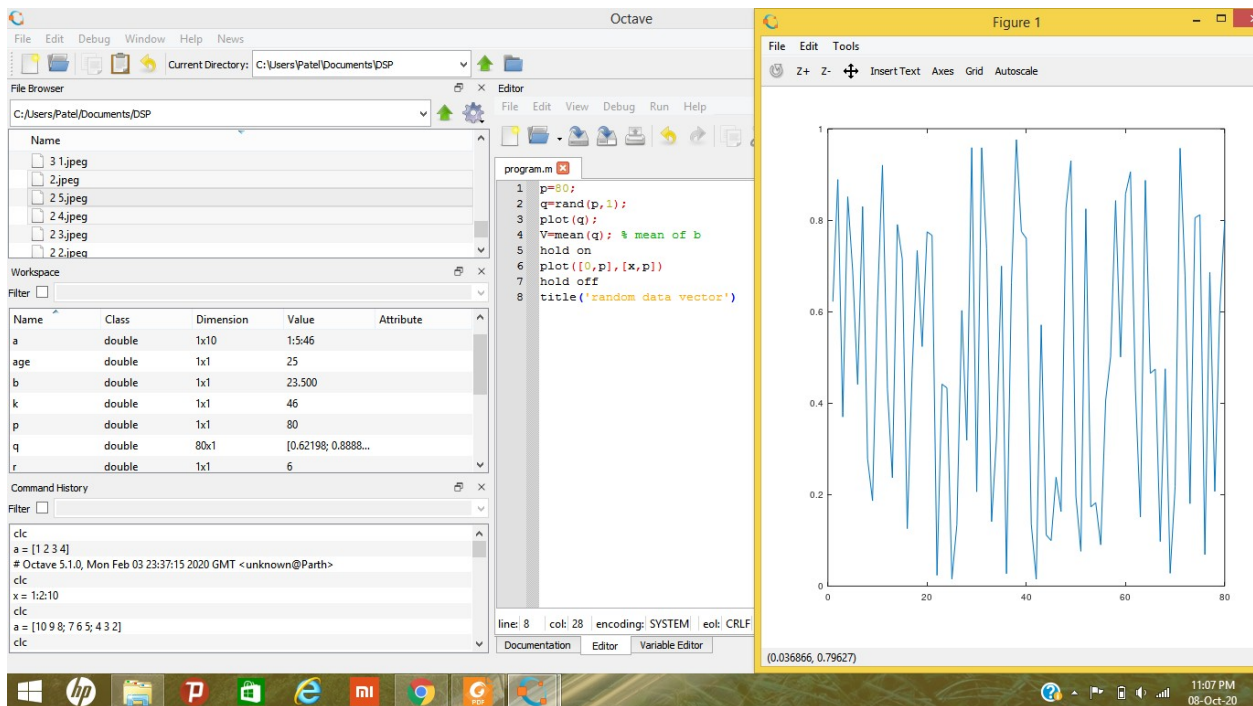 Octave
File Edit Debug Window Help News
Current Directory: C:\Users\Patel\Documents\DSP
File Browser
C:/Users/Patel/Documents/DSP
Name
3 1.jpeg
2.jpeg
2 5.jpeg
2 4.jpeg
2 3.jpeg
2 2.jpeg
Workspace
Filter
Name Class Dimension Value Attribute
a double 1x10 1:5:46
age double 1x1 25
b double 1x1 23.500
k double 1x1 46
p double 1x1 80
q double 80x1 [0.62198; 0.8888...
r double 1x1 6
Command History
Filter
clc
a = [1 2 3 4]
# Octave 5.1.0, Mon Feb 03 23:37:15 2020 GMT <unknown@Parth>
clc
x = 1:2:10
clc
a = [10 9 8; 7 6 5; 4 3 2]
clc
Editor
File Edit View Debug Run Help
program.m
1 p=80;
2 q=rand(p,1);
3 plot(q);
4 V=mean(q); % mean of b
5 hold on
6 plot([0,p],[x,p])
7 hold off
8 title('random data vector')
line: 8 col: 28 encoding: SYSTEM eol: CRLF
Documentation Editor Variable Editor
Figure 1
File Edit Tools
Z+ Z- Insert Text Axes Grid Autoscale
1
0.8
0.6
0.4
0.2
0
0 20 40 60 80
(0.036866, 0.79627)
hp
mi
PDF
11:07 PM
08-Oct-20